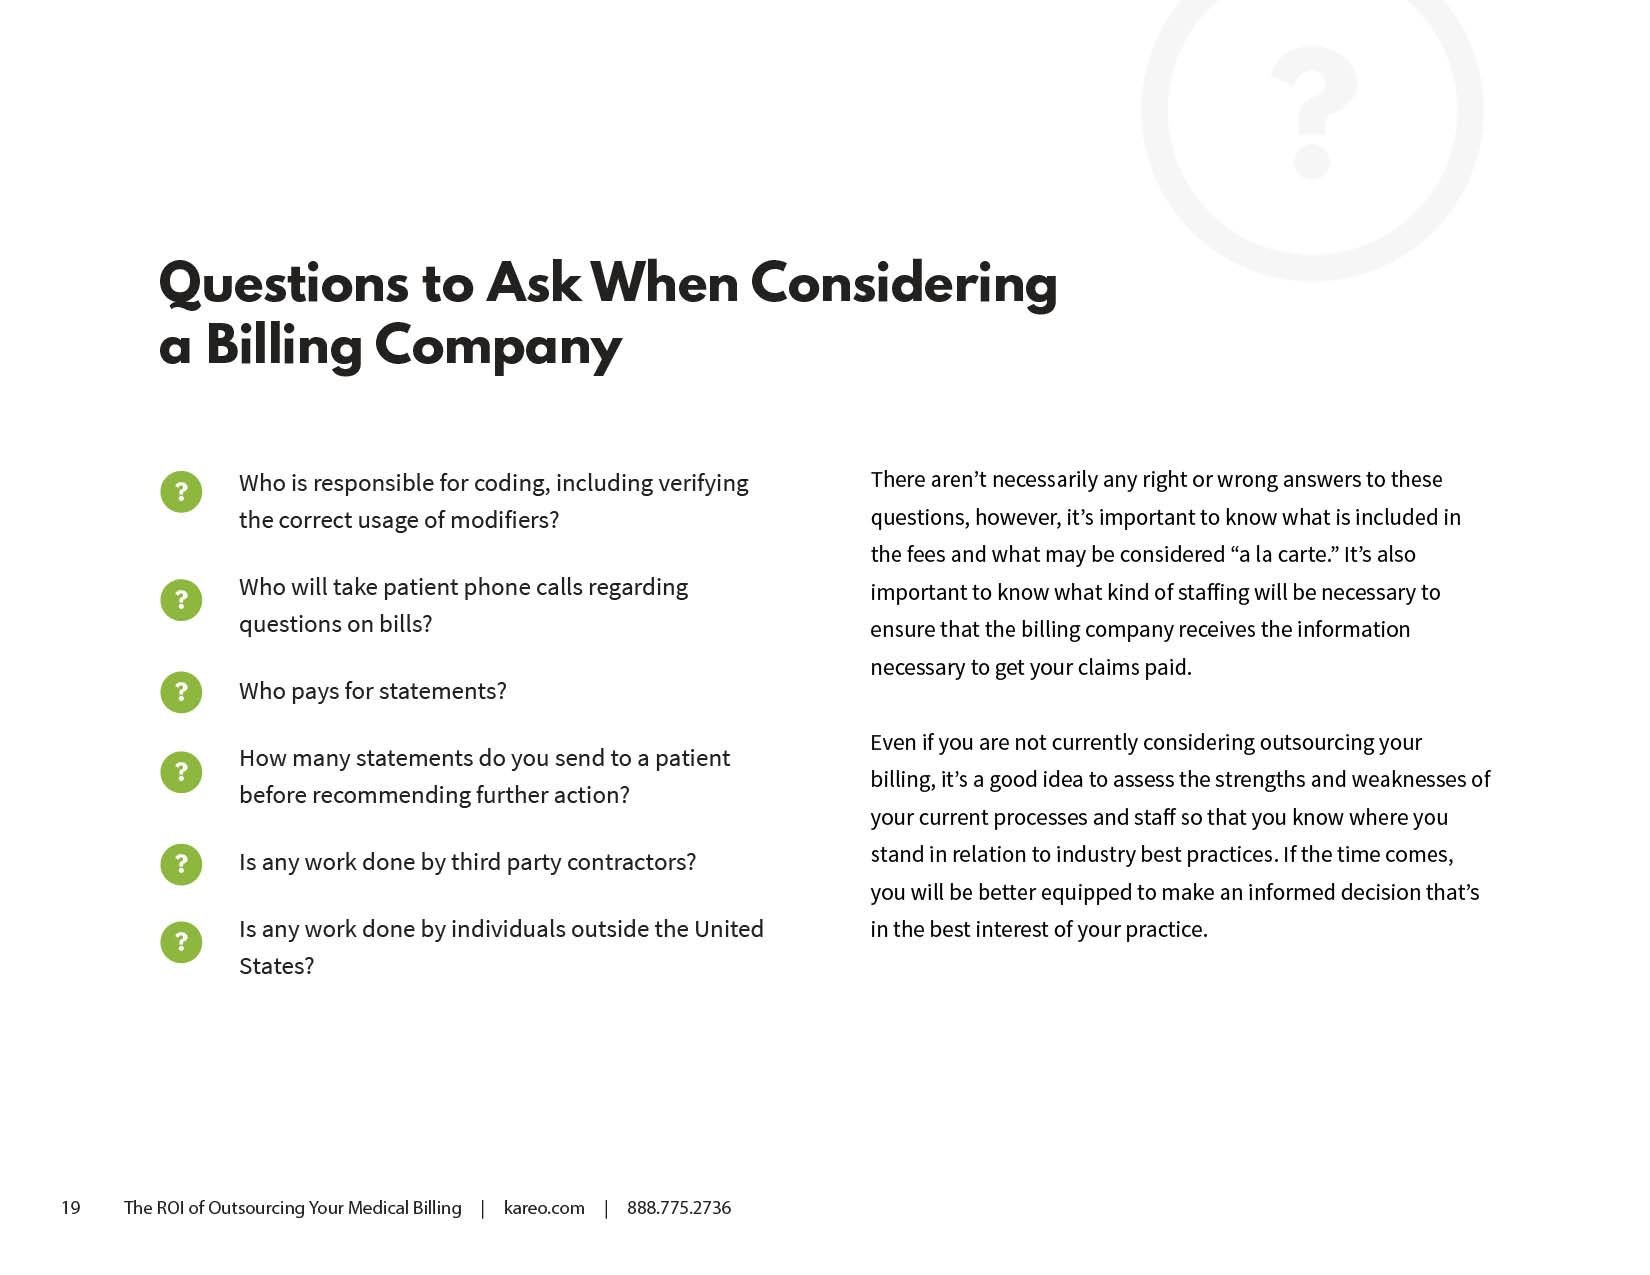 Questions to Ask When Considering
a Billing Company
? Who is responsible for coding, including verifying
the correct usage of modifiers?
? Who will take patient phone calls regarding
questions on bills?
? Who pays for statements?
? How many statements do you send to a patient
before recommending further action?
? Is any work done by third party contractors?
? Is any work done by individuals outside the United
States?
There aren’t necessarily any right or wrong answers to these
questions, however, it’s important to know what is included in
the fees and what may be considered “a la carte.” It’s also
important to know what kind of staffing will be necessary to
ensure that the billing company receives the information
necessary to get your claims paid.
Even if you are not currently considering outsourcing your
billing, it’s a good idea to assess the strengths and weaknesses of
your current processes and staff so that you know where you
stand in relation to industry best practices. If the time comes,
you will be better equipped to make an informed decision that’s
in the best interest of your practice.
19 The ROI of Outsourcing Your Medical Billing | kareo.com | 888.775.2736